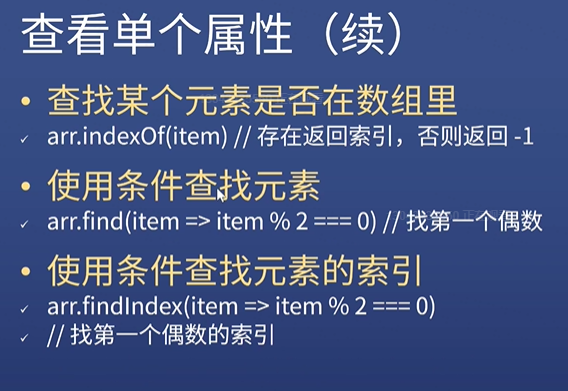 查看单个属性（续）
• 查找某个元素是否在数组里
✓ arr.indexOf(item) // 存在返回索引，否则返回 -1
• 使用条件查找元素
✓ arr.find(item => item % 2 === 0) // 找第一个偶数
• 使用条件查找元素的索引
✓ arr.findIndex(item => item % 2 === 0)
✓ // 找第一个偶数的索引